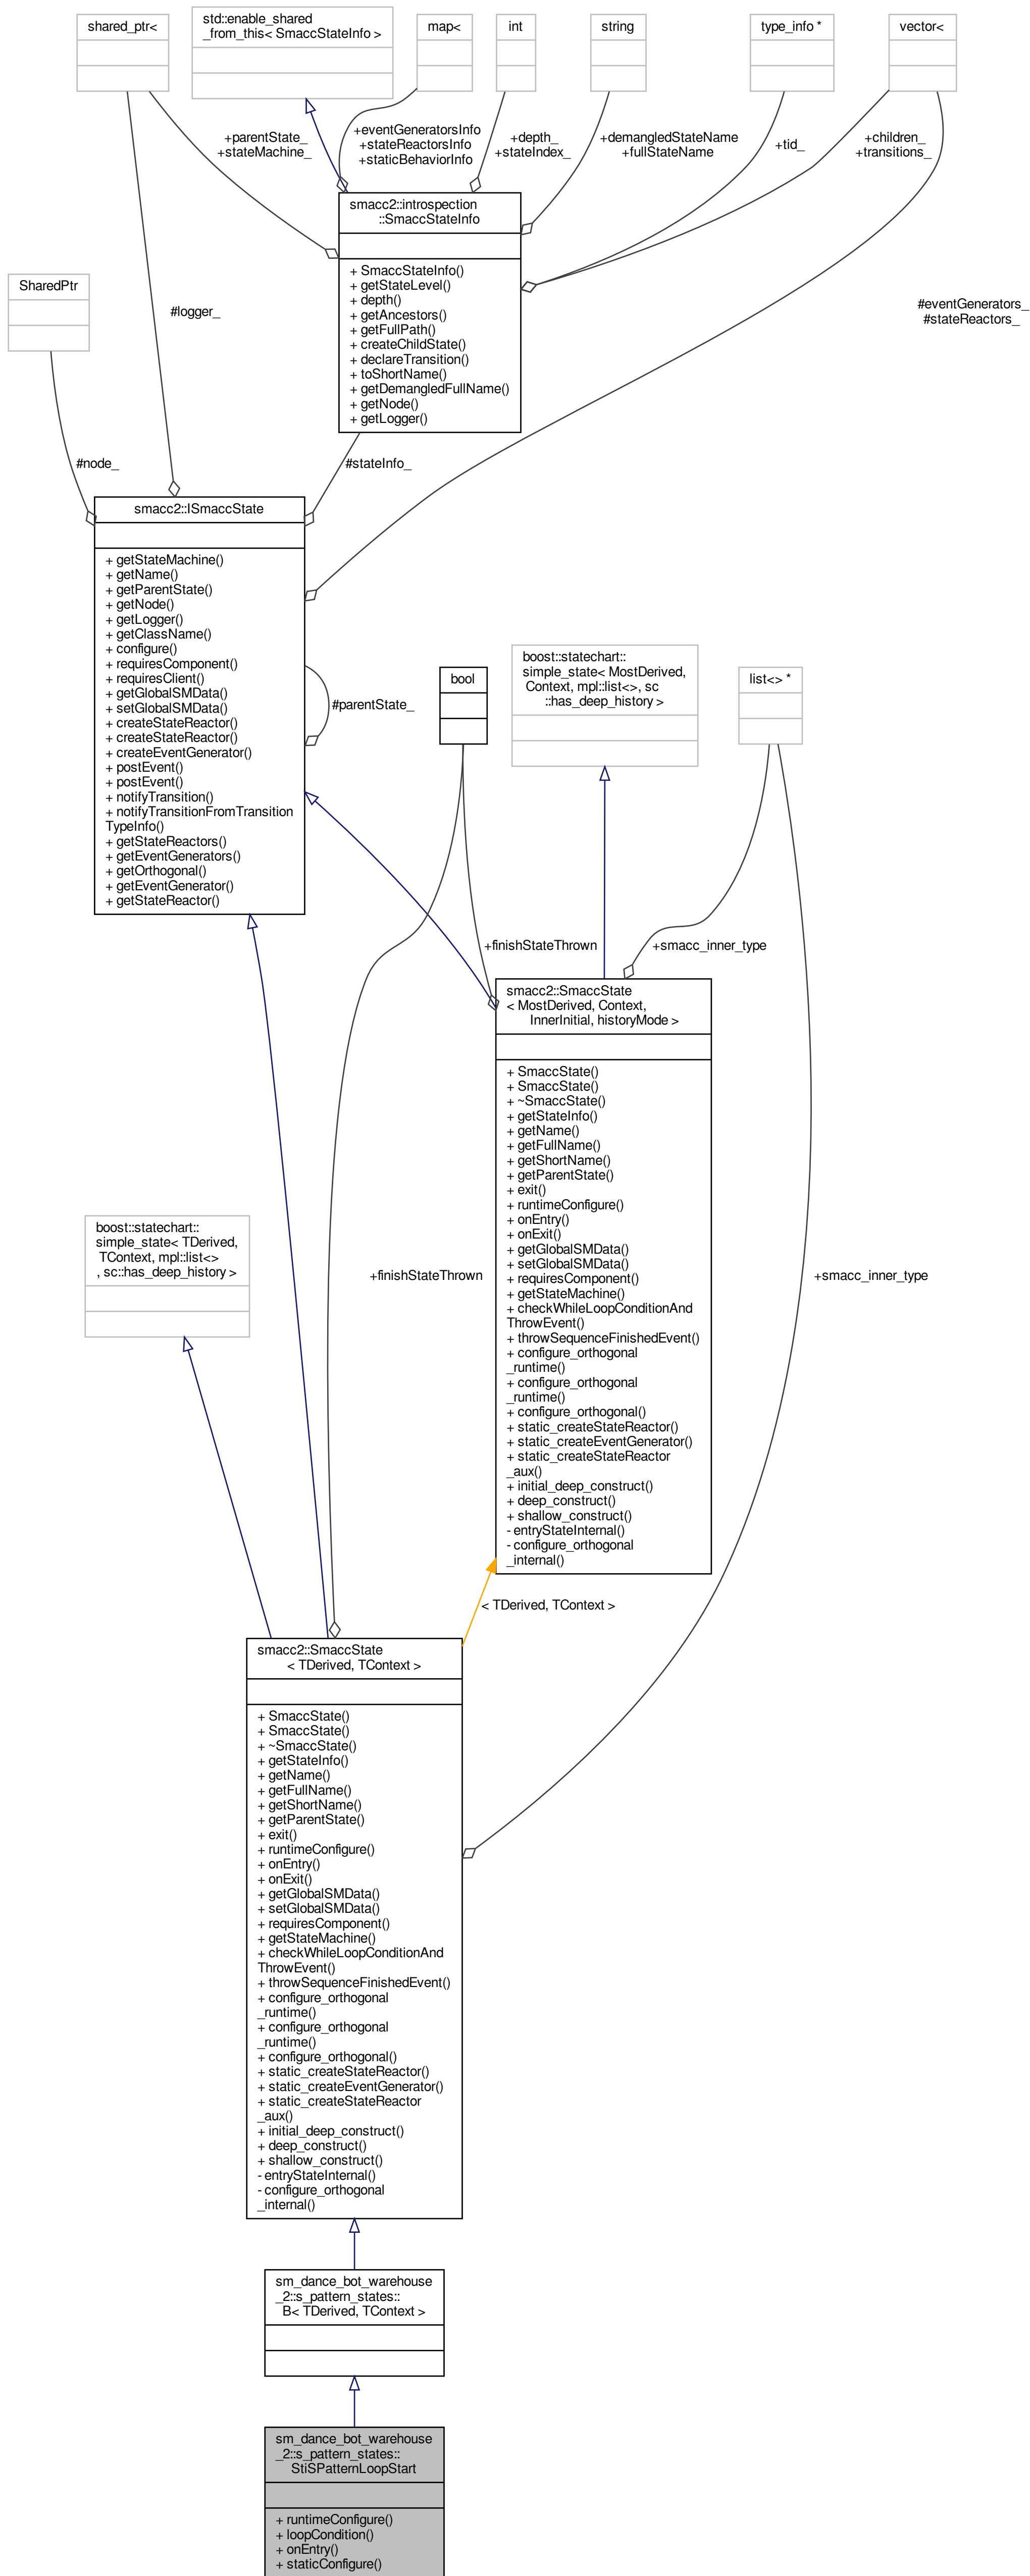 shared_ptr<
std::enable_shared
_from_this< SmaccStateInfo >
map<
int
string
type_info *
vector<
+parentState_
+stateMachine_
+eventGeneratorsInfo
+stateReactorsInfo
+staticBehaviorInfo
+depth_
+stateIndex_
+demangledStateName
+fullStateName
+tid_
+children_
+transitions_
smacc2::introspection
::SmaccStateInfo
+ SmaccStateInfo()
+ getStateLevel()
+ depth()
+ getAncestors()
+ getFullPath()
+ createChildState()
+ declareTransition()
+ toShortName()
+ getDemangledFullName()
+ getNode()
+ getLogger()
SharedPtr
#logger_
#eventGenerators_
#stateReactors_
#node_
#stateInfo_
smacc2::ISmaccState
+ getStateMachine()
+ getName()
+ getParentState()
+ getNode()
+ getLogger()
+ getClassName()
+ configure()
+ requiresComponent()
+ requiresClient()
+ getGlobalSMData()
+ setGlobalSMData()
+ createStateReactor()
+ createStateReactor()
+ createEventGenerator()
+ postEvent()
+ postEvent()
+ notifyTransition()
+ notifyTransitionFromTransition
TypeInfo()
+ getStateReactors()
+ getEventGenerators()
+ getOrthogonal()
+ getEventGenerator()
+ getStateReactor()
#parentState_
bool
boost::statechart::
simple_state< MostDerived,
Context, mpl::list<>, sc
::has_deep_history >
list<> *
+finishStateThrown
+smacc_inner_type
smacc2::SmaccState
< MostDerived, Context,
InnerInitial, historyMode >
+ SmaccState()
+ SmaccState()
+ ~SmaccState()
+ getStateInfo()
+ getName()
+ getFullName()
+ getShortName()
+ getParentState()
+ exit()
+ runtimeConfigure()
+ onEntry()
+ onExit()
+ getGlobalSMData()
+ setGlobalSMData()
+ requiresComponent()
+ getStateMachine()
+ checkWhileLoopConditionAnd
ThrowEvent()
+ throwSequenceFinishedEvent()
+ configure_orthogonal
_runtime()
+ configure_orthogonal
_runtime()
+ configure_orthogonal()
+ static_createStateReactor()
+ static_createEventGenerator()
+ static_createStateReactor
_aux()
+ initial_deep_construct()
+ deep_construct()
+ shallow_construct()
- entryStateInternal()
- configure_orthogonal
_internal()
boost::statechart::
simple_state< TDerived,
TContext, mpl::list<>
, sc::has_deep_history >
+finishStateThrown
+smacc_inner_type
< TDerived, TContext >
smacc2::SmaccState
< TDerived, TContext >
+ SmaccState()
+ SmaccState()
+ ~SmaccState()
+ getStateInfo()
+ getName()
+ getFullName()
+ getShortName()
+ getParentState()
+ exit()
+ runtimeConfigure()
+ onEntry()
+ onExit()
+ getGlobalSMData()
+ setGlobalSMData()
+ requiresComponent()
+ getStateMachine()
+ checkWhileLoopConditionAnd
ThrowEvent()
+ throwSequenceFinishedEvent()
+ configure_orthogonal
_runtime()
+ configure_orthogonal
_runtime()
+ configure_orthogonal()
+ static_createStateReactor()
+ static_createEventGenerator()
+ static_createStateReactor
_aux()
+ initial_deep_construct()
+ deep_construct()
+ shallow_construct()
- entryStateInternal()
- configure_orthogonal
_internal()
sm_dance_bot_warehouse
_2::s_pattern_states::
B< TDerived, TContext >
sm_dance_bot_warehouse
_2::s_pattern_states::
StiSPatternLoopStart
+ runtimeConfigure()
+ loopCondition()
+ onEntry()
+ staticConfigure()